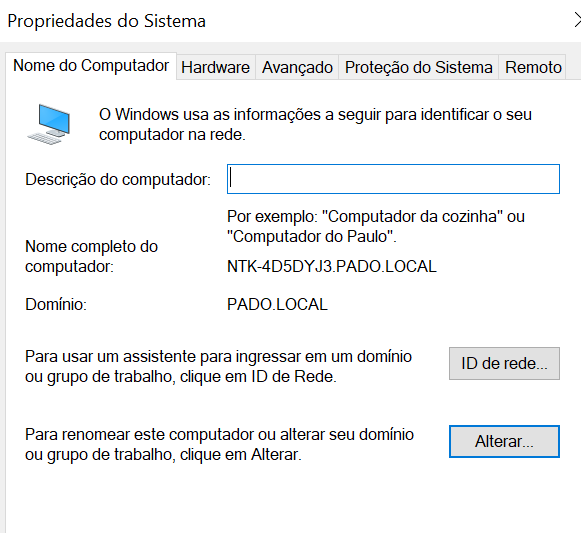 Propriedades do Sistema
Nome do Computador Hardware Avançado Proteção do Sistema Remoto
O Windows usa as informações a seguir para identificar o seu
computador na rede.
Descrição do computador:
Por exemplo: "Computador da cozinha" ou
"Computador do Paulo".
Nome completo do
computador:
NTK-4D5DYJ3.PADO.LOCAL
Domínio: PADO.LOCAL
Para usar um assistente para ingressar em um domínio
ou grupo de trabalho, clique em ID de Rede.
ID de rede...
Para renomear este computador ou alterar seu domínio
ou grupo de trabalho, clique em Alterar.
Alterar...